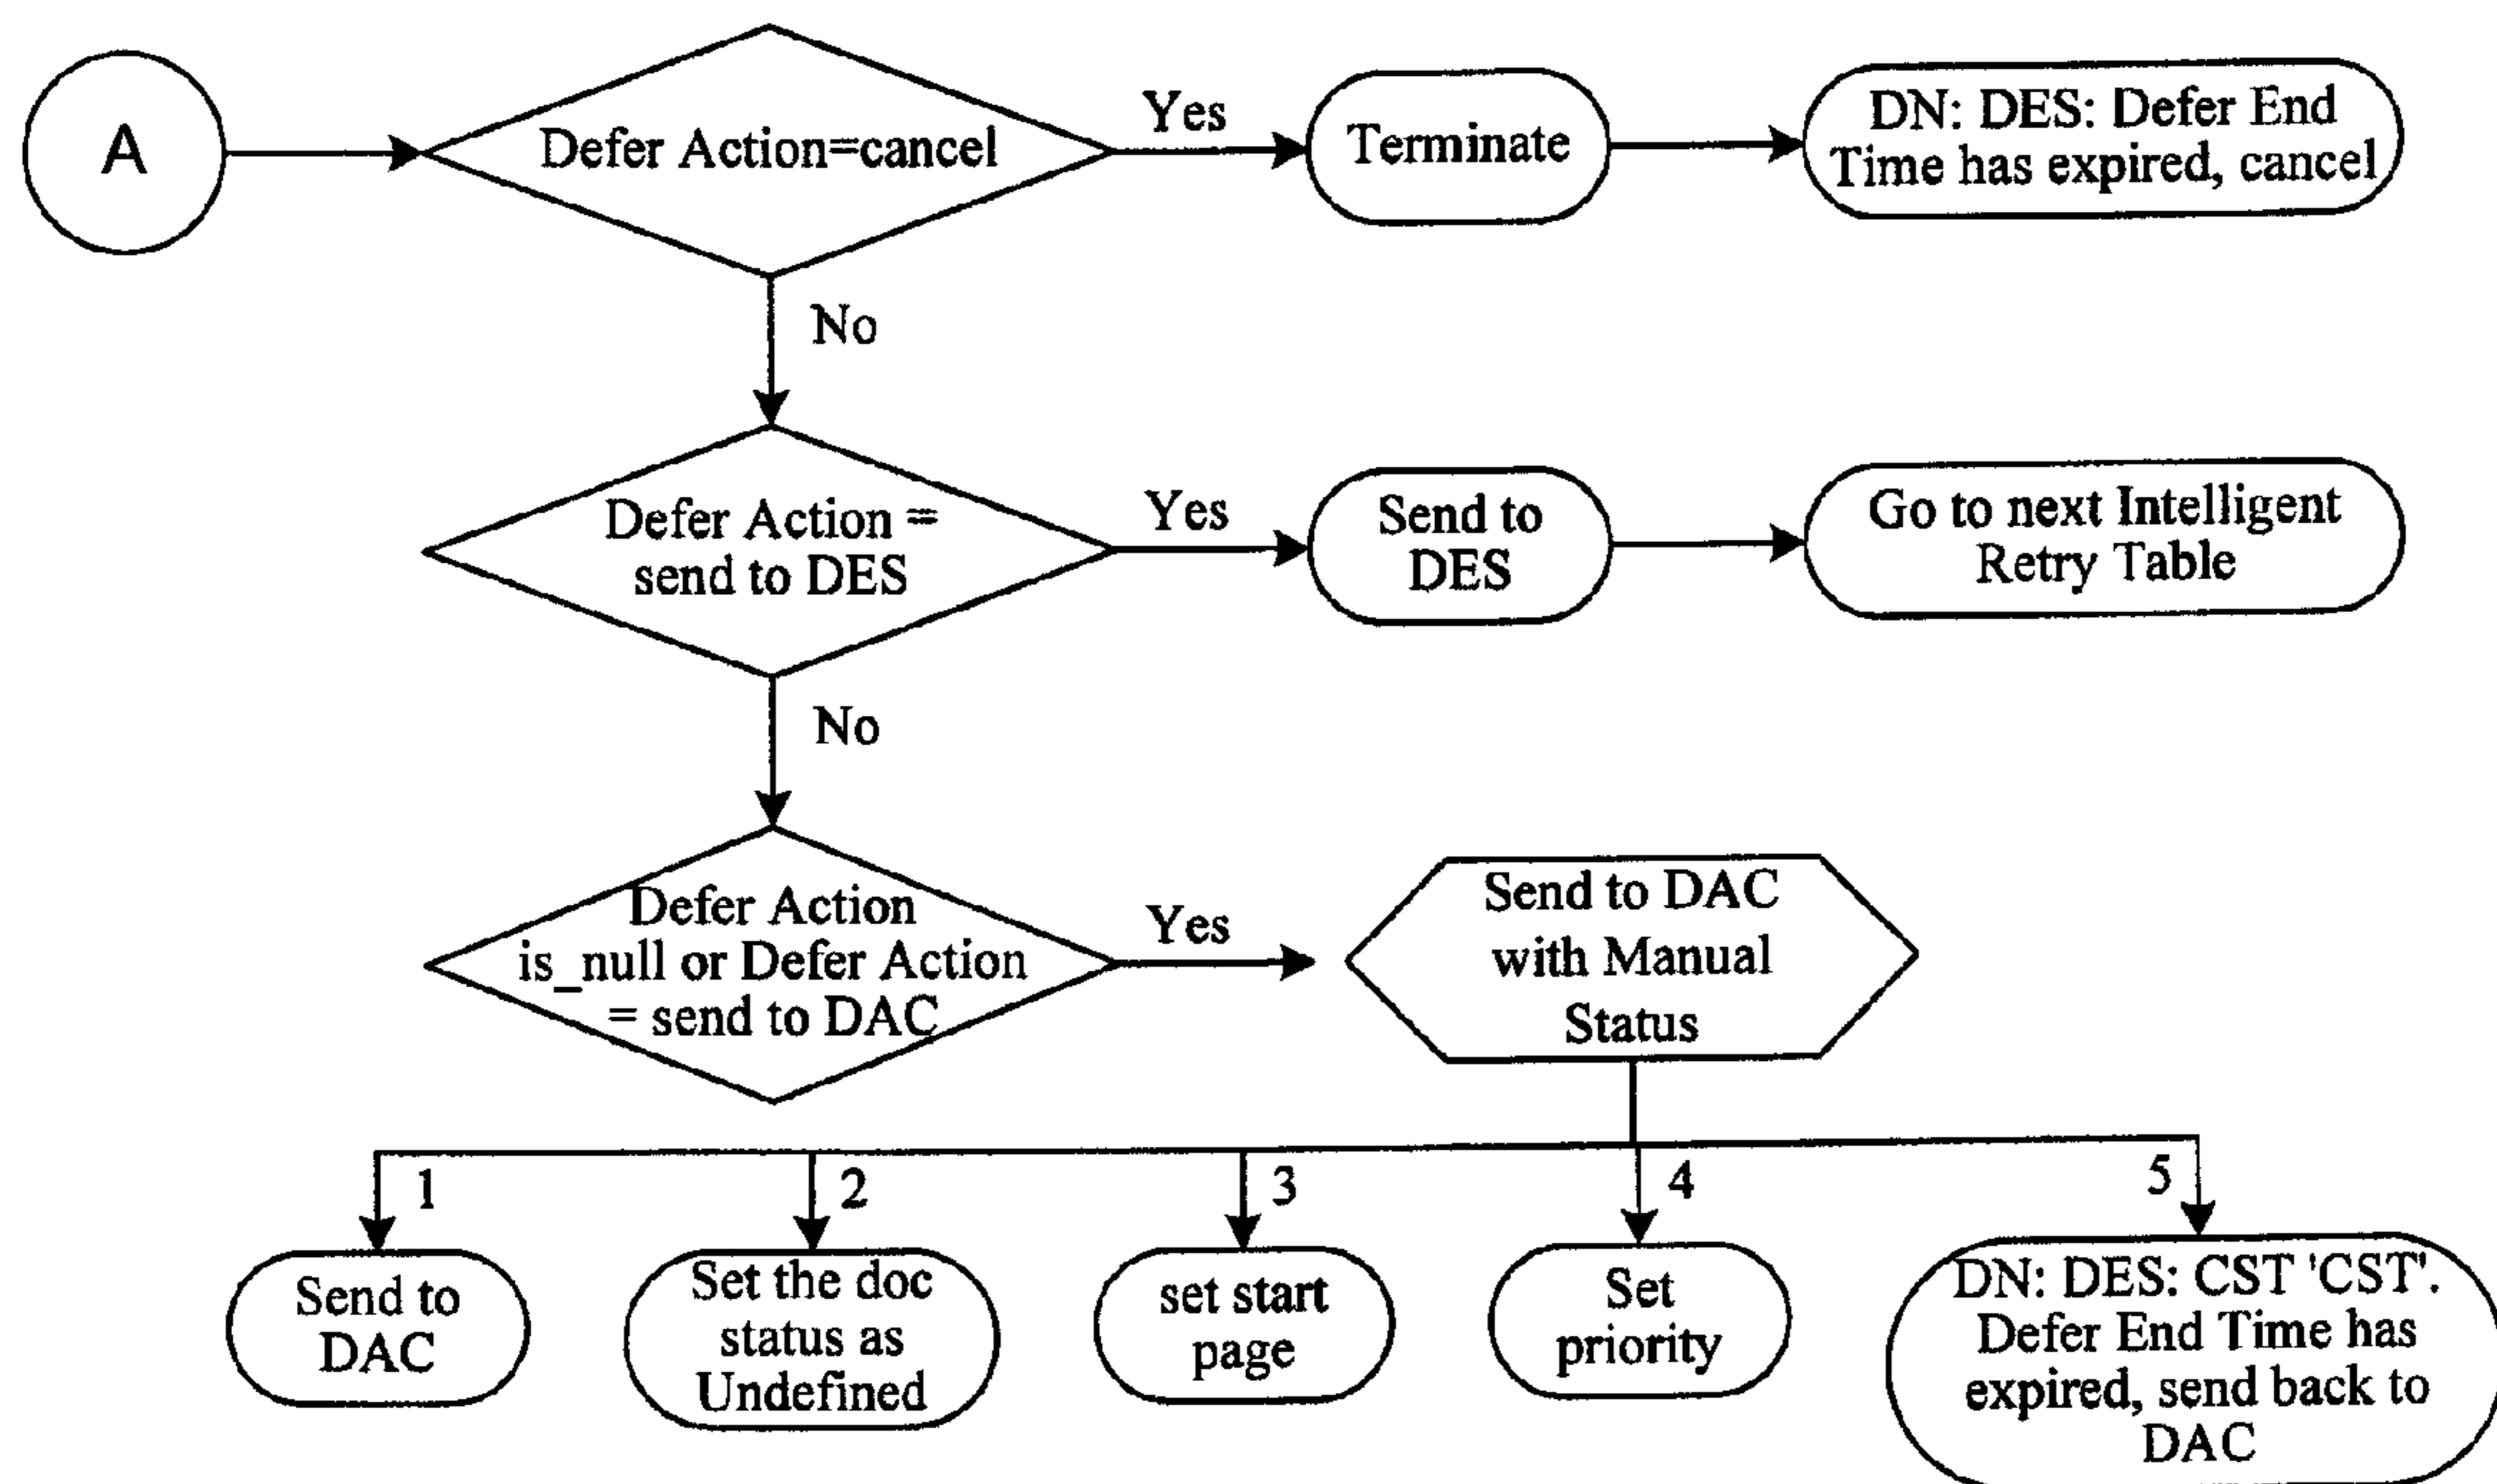 A
Defer Action=cancel
Yes
Terminate
DN: DES: Defer End
Time has expired, cancel
No
Defer Action =
send to DES
Yes
Send to
DES
Go to next Intelligent
Retry Table
No
Defer Action
is_null or Defer Action
= send to DAC
Yes
Send to DAC
with Manual
Status
1
2
3
4
5
Send to
DAC
Set the doc
status as
Undefined
set start
page
Set
priority
DN: DES: CST 'CST'.
Defer End Time has
expired, send back to
DAC